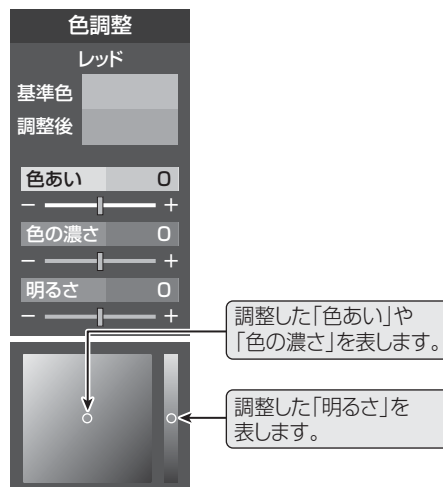 色調整
レッド
基準色
調整後
色あい 0
− +
色の濃さ 0
− +
明るさ 0
− +
調整した「色あい」や
「色の濃さ」を表します。
調整した「明るさ」を
表します。